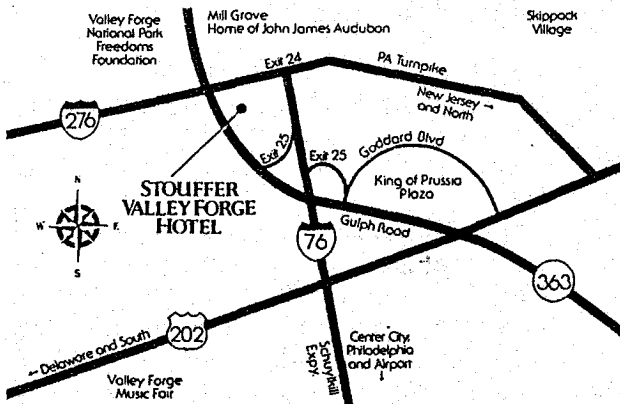 Valley Forge
National Park
Freedoms
Foundation
Mill Grove
Home of John James Audubon
Skippack
Village
Exit 24
PA Turnpike
New Jersey →
and North
276
Exit 25
Exit 25
Goddard Blvd
King of Prussia
Plaza
STOUFFER
VALLEY FORGE
HOTEL
N
W
E
S
Gulph Road
76
363
202
← Delaware and South
Schuylkill
Expy.
Center City,
Philadelphia
and Airport
↓
Valley Forge
Music Fair